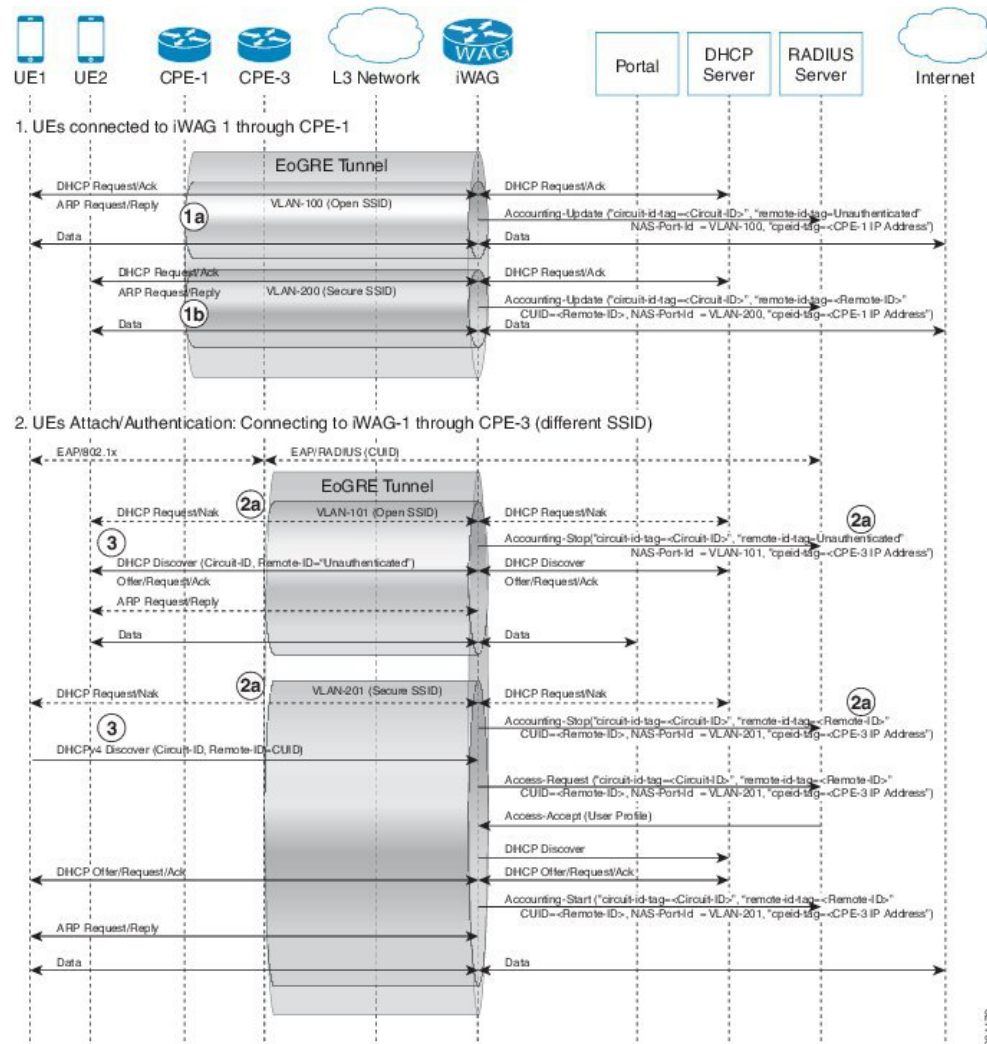 UE1
UE2
CPE-1
CPE-3
L3 Network
WAG
iWAG
Portal
DHCP
Server
RADIUS
Server
Internet
1. UEs connected to iWAG 1 through CPE-1
EoGRE Tunnel
DHCP Request/Ack
DHCP Request/Ack
ARP Request/Reply
VLAN-100 (Open SSID)
1a
Accounting-Update ("circuit-id-tag=<Circuit-ID>", "remote-id-tag=Unauthenticated"
NAS-Port-Id = VLAN-100, "cpeid-tag=<CPE-1 IP Address")
Data
Data
DHCP Request/Ack
DHCP Request/Ack
ARP Request/Reply
VLAN-200 (Secure SSID)
1b
Accounting-Update ("circuit-id-tag=<Circuit-ID>", "remote-id-tag=<Remote-ID>"
CUID=<Remote-ID>, NAS-Port-Id = VLAN-200, "cpeid-tag=<CPE-1 IP Address")
Data
Data
2. UEs Attach/Authentication: Connecting to iWAG-1 through CPE-3 (different SSID)
EAP/802.1x
EAP/RADIUS (CUID)
EoGRE Tunnel
DHCP Request/Nak
2a
VLAN-101 (Open SSID)
DHCP Request/Nak
2a
3
Accounting-Stop("circuit-id-tag=<Circuit-ID>", "remote-id-tag=Unauthenticated"
NAS-Port-Id = VLAN-101, "cpeid-tag=<CPE-3 IP Address")
DHCP Discover (Circuit-ID, Remote-ID="Unauthenticated")
DHCP Discover
Offer/Request/Ack
Offer/Request/Ack
ARP Request/Reply
Data
Data
DHCP Request/Nak
2a
VLAN-201 (Secure SSID)
DHCP Request/Nak
2a
3
Accounting-Stop("circuit-id-tag=<Circuit-ID>", "remote-id-tag=<Remote-ID>"
CUID=<Remote-ID>, NAS-Port-Id = VLAN-201, "cpeid-tag=<CPE-3 IP Address")
DHCPv4 Discover (Circuit-ID, Remote-ID=CUID)
Access-Request ("circuit-id-tag=<Circuit-ID>", "remote-id-tag=<Remote-ID>"
CUID=<Remote-ID>, NAS-Port-Id = VLAN-201, "cpeid-tag=<CPE-3 IP Address")
Access-Accept (User Profile)
DHCP Discover
DHCP Offer/Request/Ack
DHCP Offer/Request/Ack
Accounting-Start ("circuit-id-tag=<Circuit-ID>", "remote-id-tag=<Remote-ID>"
CUID=<Remote-ID>, NAS-Port-Id = VLAN-201, "cpeid-tag=<CPE-3 IP Address")
ARP Request/Reply
Data
Data